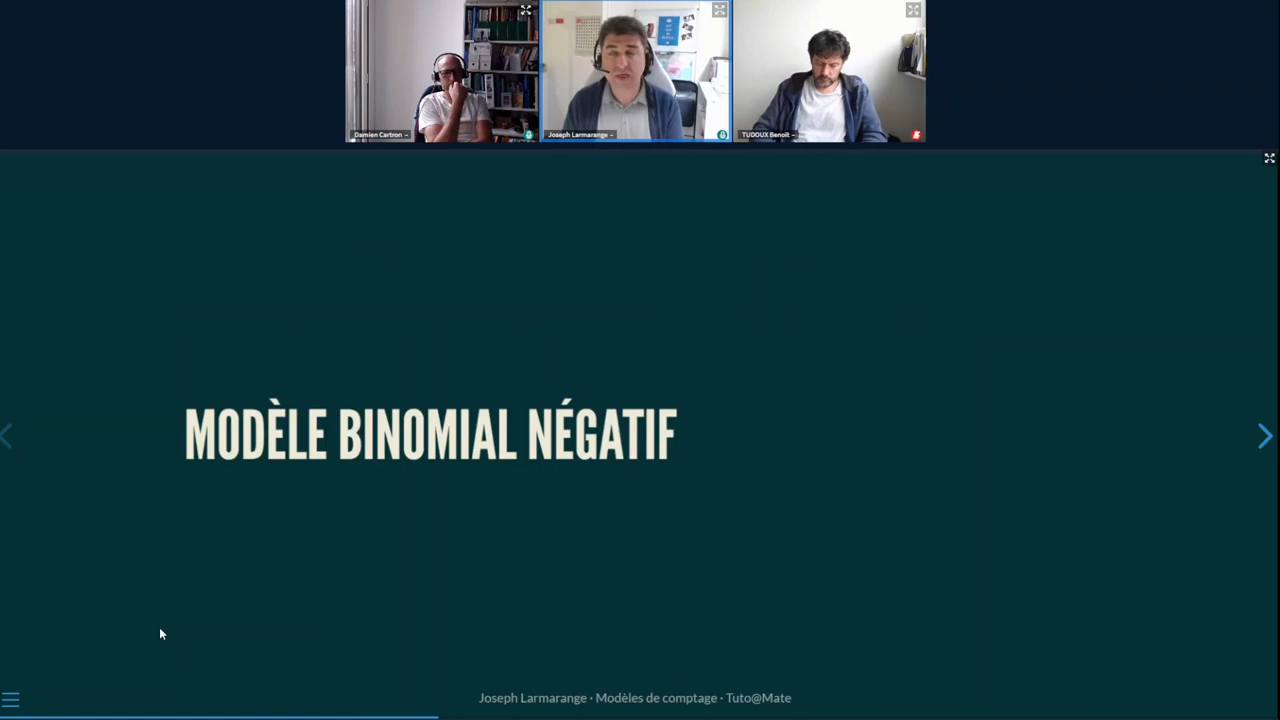 Damien Cartron
Joseph Larmarange
TUDOUX Benoit
MODÈLE BINOMIAL NÉGATIF
Joseph Larmarange · Modèles de comptage · Tuto@Mate